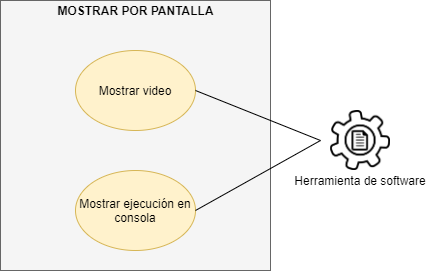 MOSTRAR POR PANTALLA
Mostrar video
Mostrar ejecución en
consola
Herramienta de software